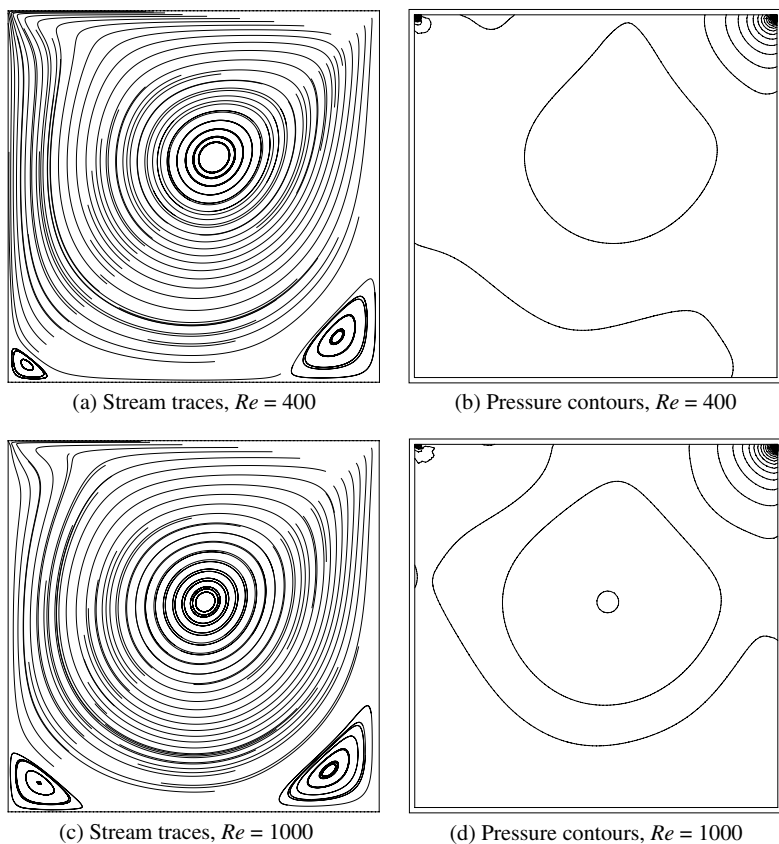 (a) Stream traces, Re = 400
(b) Pressure contours, Re = 400
(c) Stream traces, Re = 1000
(d) Pressure contours, Re = 1000